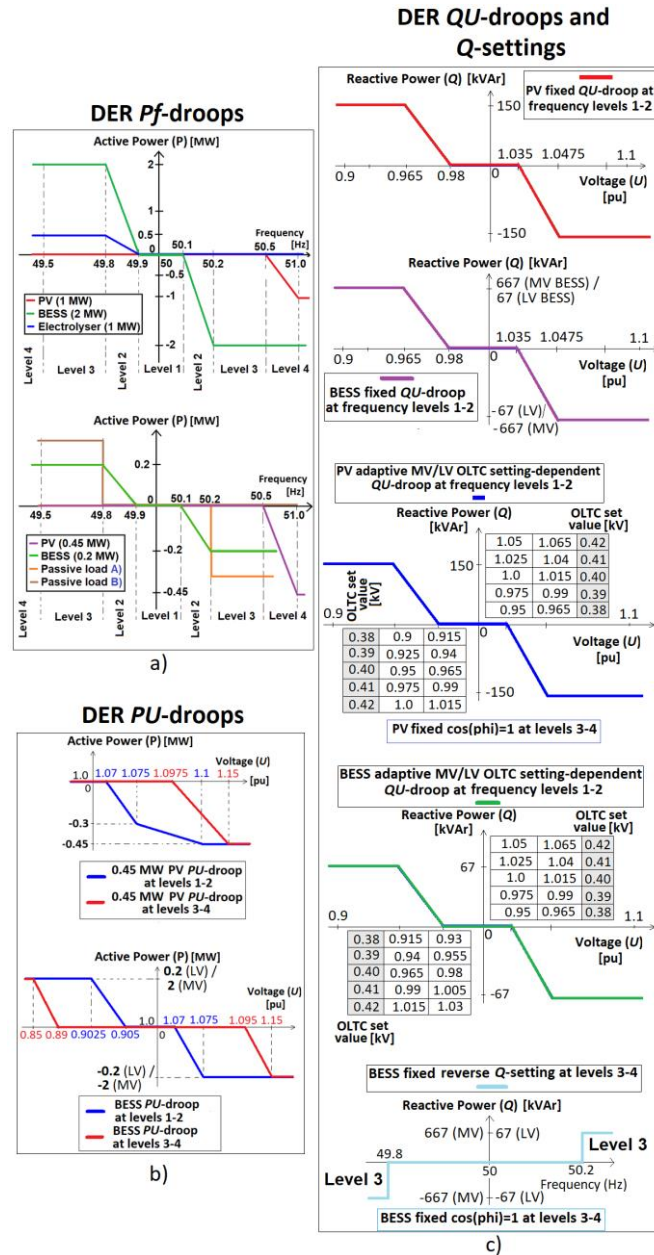 DER Pf-droops
Active Power (P) [MW]
2
1
0.5
0
-0.5
-1
-2
Frequency
[Hz]
49.5
49.8
49.9
50
50.1
50.2
50.5
51.0
PV (1 MW)
BESS (2 MW)
Electrolyser (1 MW)
Level 4
Level 3
Level 2
Level 1
Level 2
Level 3
Level 4
Active Power (P) [MW]
0.2
0
-0.2
-0.45
Frequency
[Hz]
49.5
49.8
49.9
50.1
50.2
50.5
51.0
PV (0.45 MW)
BESS (0.2 MW)
Passive load A)
Passive load B)
Level 4
Level 3
Level 2
Level 1
Level 2
Level 3
Level 4
a)
DER PU-droops
Active Power (P) [MW]
Voltage (U)
[pu]
1.0
1.07
1.075
1.0975
1.1
1.15
0
-0.3
-0.45
0.45 MW PV PU-droop
at levels 1-2
0.45 MW PV PU-droop
at levels 3-4
Active Power (P) [MW]
0.2 (LV) /
2 (MV)
Voltage (U)
[pu]
1.07
1.075
1.095
1.15
1.0
0
0.85
0.89
0.9025
0.905
-0.2 (LV) /
-2 (MV)
BESS PU-droop
at levels 1-2
BESS PU-droop
at levels 3-4
b)
DER QU-droops and
Q-settings
Reactive Power (Q) [kVAr]
PV fixed QU-droop at
frequency levels 1-2
150
1.035
1.0475
1.1
0.9
0.965
0.98
0
Voltage (U)
[pu]
-150
Reactive Power (Q) [kVAr]
667 (MV BESS) /
67 (LV BESS)
1.035
1.0475
1.1
0.9
0.965
0.98
0
Voltage (U)
[pu]
BESS fixed QU-droop
at frequency levels 1-2
-67 (LV)/
-667 (MV)
PV adaptive MV/LV OLTC setting-dependent
QU-droop at frequency levels 1-2
Reactive Power (Q)
[kVAr]
OLTC set
value [kV]
150
1.05 1.065 0.42
1.025 1.04 0.41
1.0 1.015 0.40
0.975 0.99 0.39
0.95 0.965 0.38
OLTC set
value [kV]
0.9
1.1
0
Voltage (U)
[pu]
0.38 0.9 0.915
0.39 0.925 0.94
0.40 0.95 0.965
0.41 0.975 0.99
0.42 1.0 1.015
-150
PV fixed cos(phi)=1 at levels 3-4
BESS adaptive MV/LV OLTC setting-dependent
QU-droop at frequency levels 1-2
Reactive Power (Q)
[kVAr]
OLTC set
value [kV]
67
1.05 1.065 0.42
1.025 1.04 0.41
1.0 1.015 0.40
0.975 0.99 0.39
0.95 0.965 0.38
0.9
1.1
0
Voltage (U)
[pu]
0.38 0.915 0.93
0.39 0.94 0.955
0.40 0.965 0.98
0.41 0.99 1.005
0.42 1.015 1.03
OLTC set
value [kV]
-67
BESS fixed reverse Q-setting at levels 3-4
Reactive Power (Q) [kVAr]
667 (MV) 67 (LV)
49.8
Level 3
Level 3
50
50.2
Frequency (Hz)
-667 (MV) -67 (LV)
BESS fixed cos(phi)=1 at levels 3-4
c)